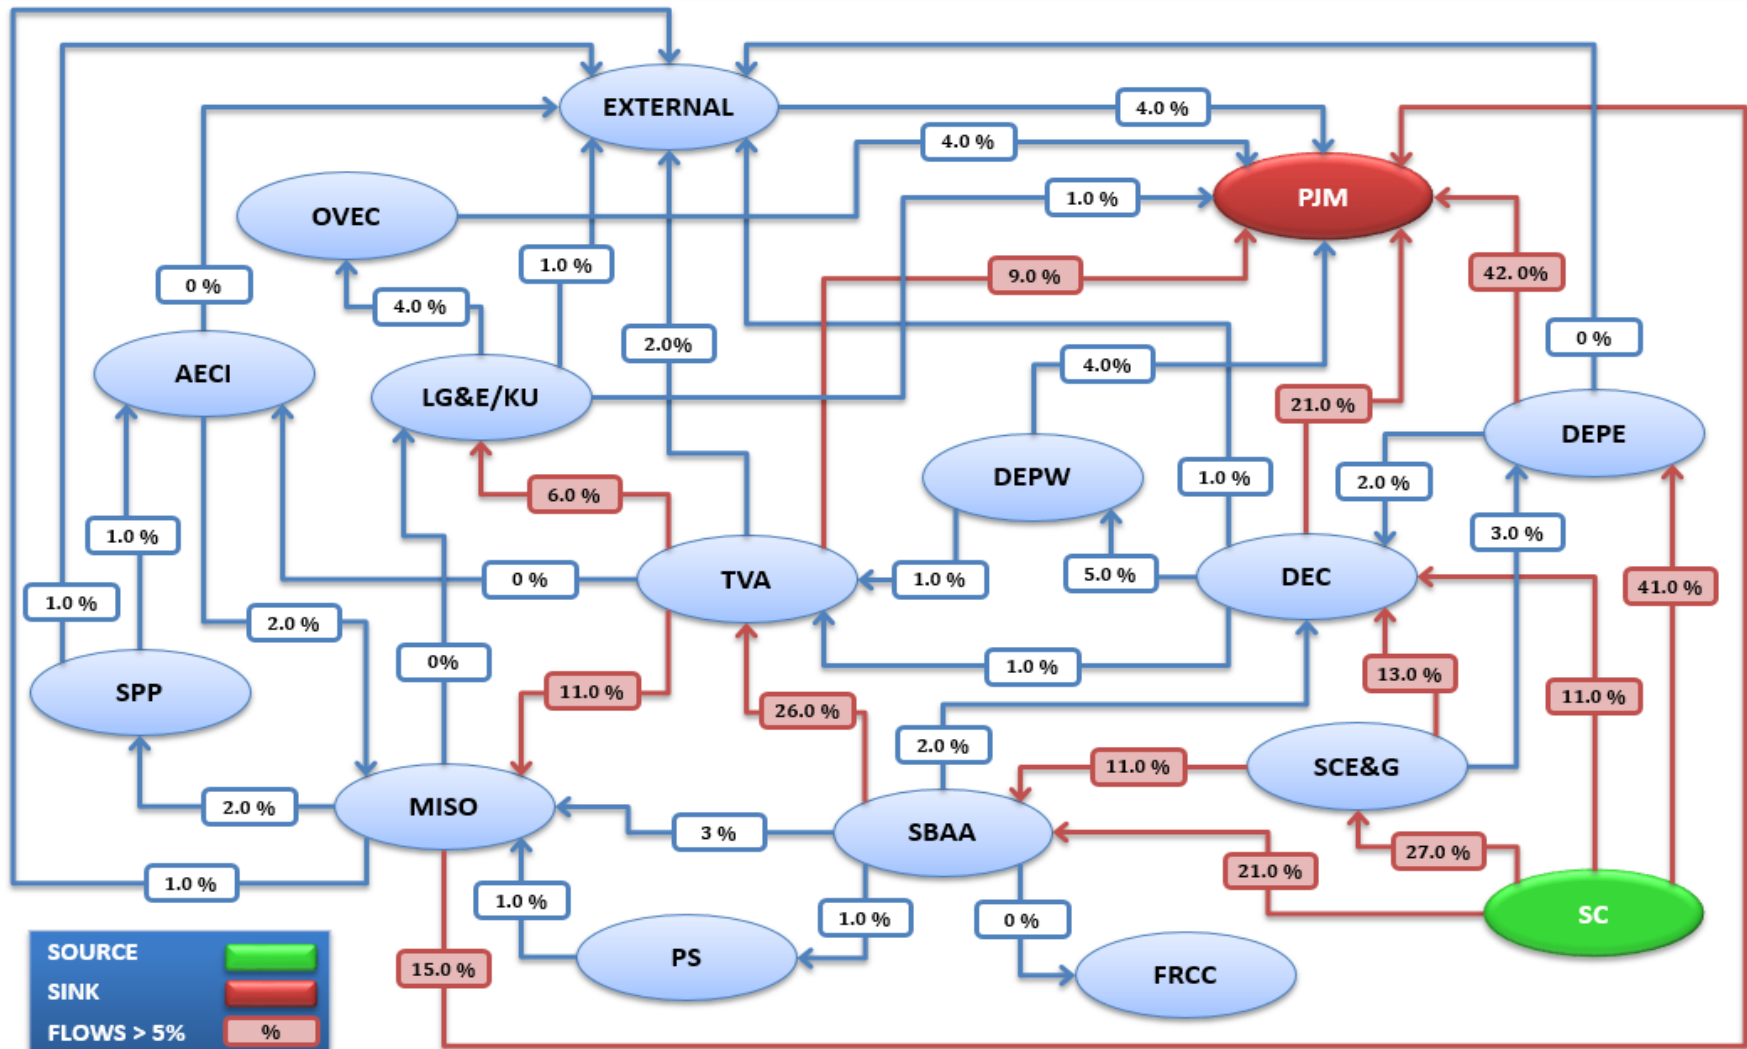 EXTERNAL
4.0 %
4.0 %
PJM
1.0 %
OVEC
1.0 %
9.0 %
42. 0%
0 %
4.0 %
2.0%
0 %
4.0%
AECI
LG&E/KU
21.0 %
DEPE
DEPW
1.0 %
2.0 %
6.0 %
3.0 %
1.0 %
0 %
TVA
1.0 %
5.0 %
DEC
41.0 %
1.0 %
2.0 %
0%
1.0 %
13.0 %
SPP
11.0 %
26.0 %
11.0 %
2.0 %
11.0 %
SCE&G
2.0 %
MISO
3 %
SBAA
27.0 %
1.0 %
21.0 %
1.0 %
1.0 %
0 %
SC
SOURCE
PS
15.0 %
FRCC
SINK
FLOWS > 5%
%